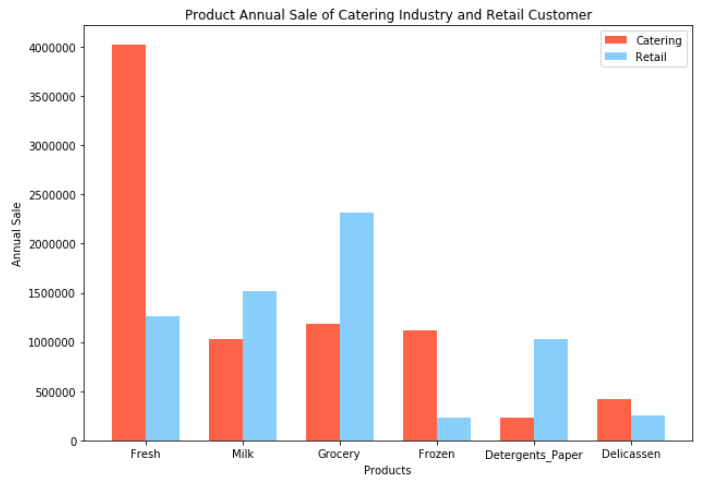 Product Annual Sale of Catering Industry and Retail Customer
Catering
Retail
4000000
3500000
3000000
2500000
2000000
1500000
1000000
500000
0
Annual Sale
Fresh Milk Grocery Frozen Detergents_Paper Delicassen
Products